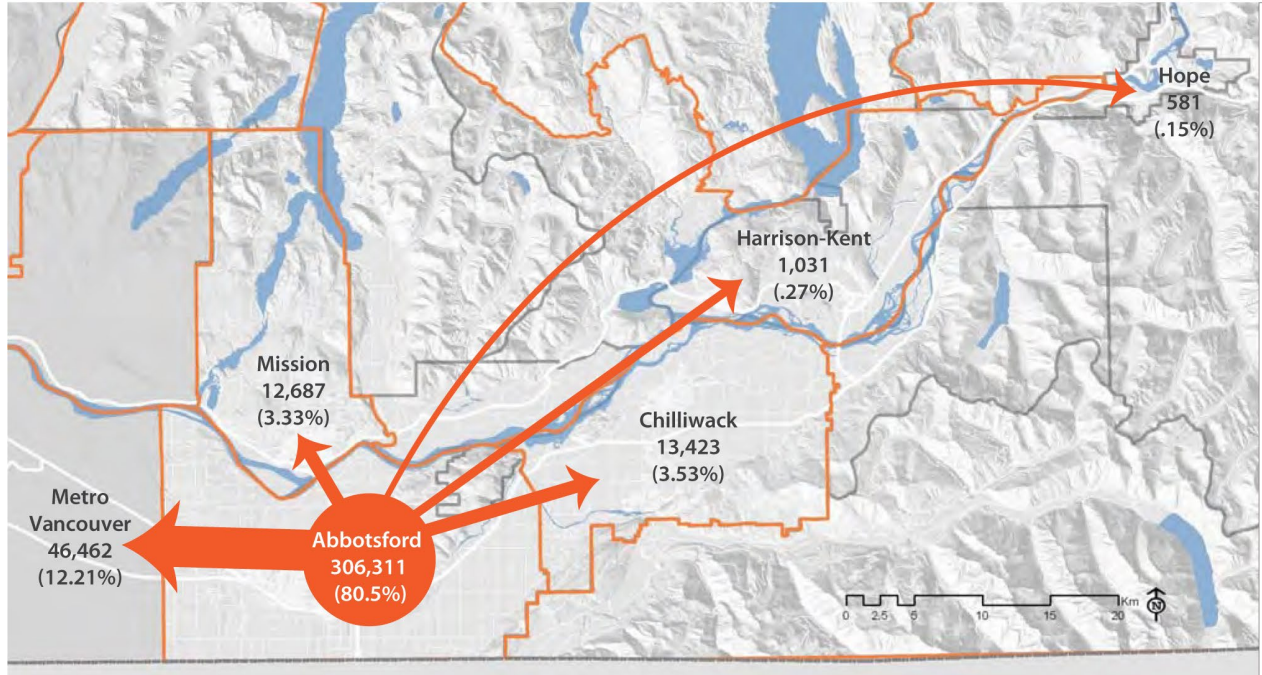 Hope
581
(.15%)
Harrison-Kent
1,031
(.27%)
Mission
12,687
(3.33%)
Chilliwack
13,423
(3.53%)
Metro
Vancouver
46,462
(12.21%)
Abbotsford
306,311
(80.5%)
Km
0 2.5 5 10 15 20
N